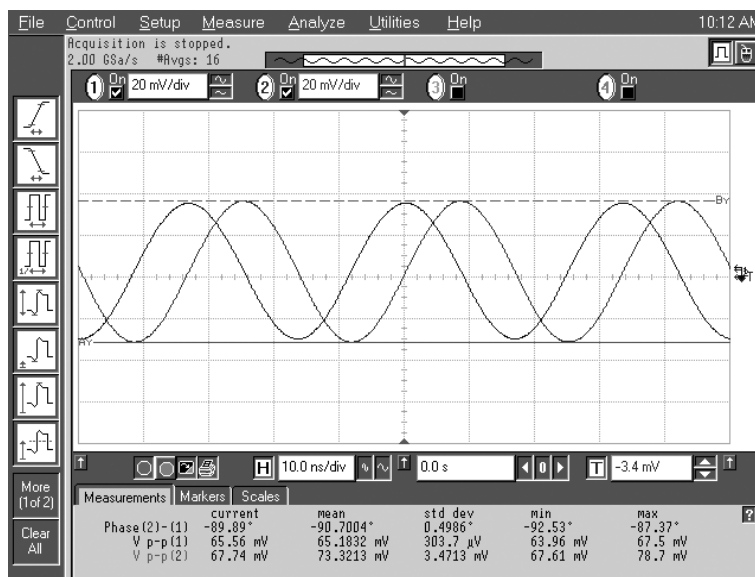 File Control Setup Measure Analyze Utilities Help 10:12 AM
Acquisition is stopped.
2.00 GSa/s #Avgs: 16
1 On 20 mV/div 2 On 20 mV/div 3 On 4 On
By
Ay
T
H 10.0 ns/div 0.0 s 0 T -3.4 mV
More
(1 of 2)
Clear
All
Measurements Markers Scales
?
current mean std dev min max
Phase(2)-(1) -89.89° -90.7004° 0.4986° -92.53° -87.37°
V p-p(1) 65.56 mV 65.1832 mV 303.7 µV 63.96 mV 67.5 mV
V p-p(2) 67.74 mV 73.3213 mV 3.4713 mV 67.61 mV 78.7 mV